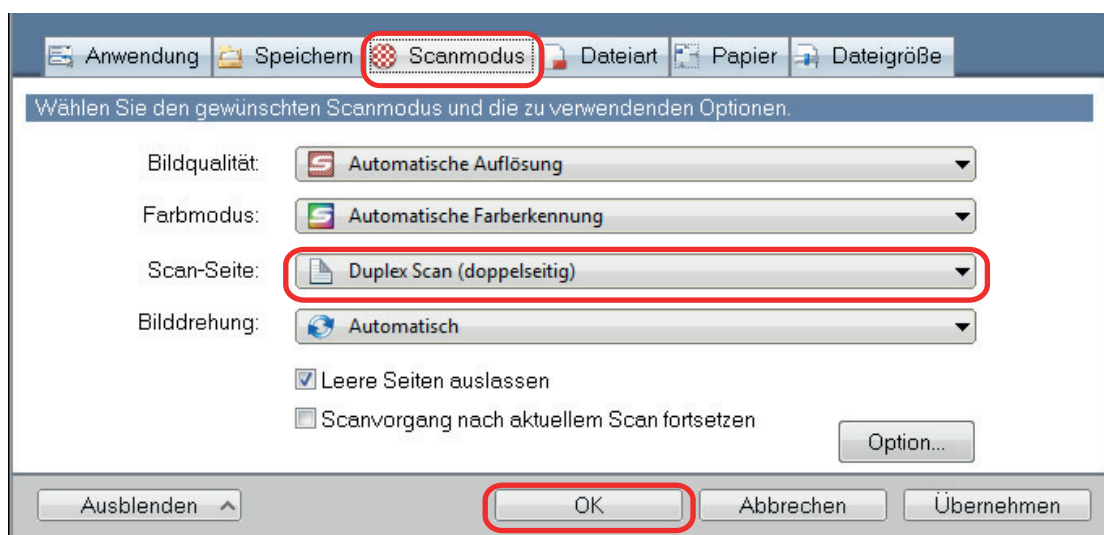 Anwendung Speichern Scanmodus Dateiart Papier Dateigröße
Wählen Sie den gewünschten Scanmodus und die zu verwendenden Optionen.
Bildqualität: Automatische Auflösung
Farbmodus: Automatische Farberkennung
Scan-Seite: Duplex Scan (doppelseitig)
Bilddrehung: Automatisch
Leere Seiten auslassen
Scanvorgang nach aktuellem Scan fortsetzen
Option...
Ausblenden OK Abbrechen Übernehmen